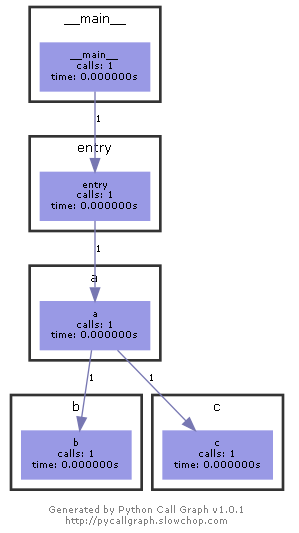 __main__
__main__
calls: 1
time: 0.000000s
1
entry
entry
calls: 1
time: 0.000000s
1
a
a
calls: 1
time: 0.000000s
1
1
b
b
calls: 1
time: 0.000000s
c
c
calls: 1
time: 0.000000s
Generated by Python Call Graph v1.0.1
http://pycallgraph.slowchop.com